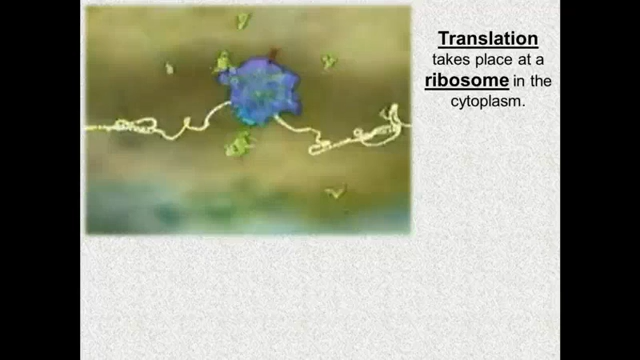 Translation
takes place at a
ribosome in the
cytoplasm.